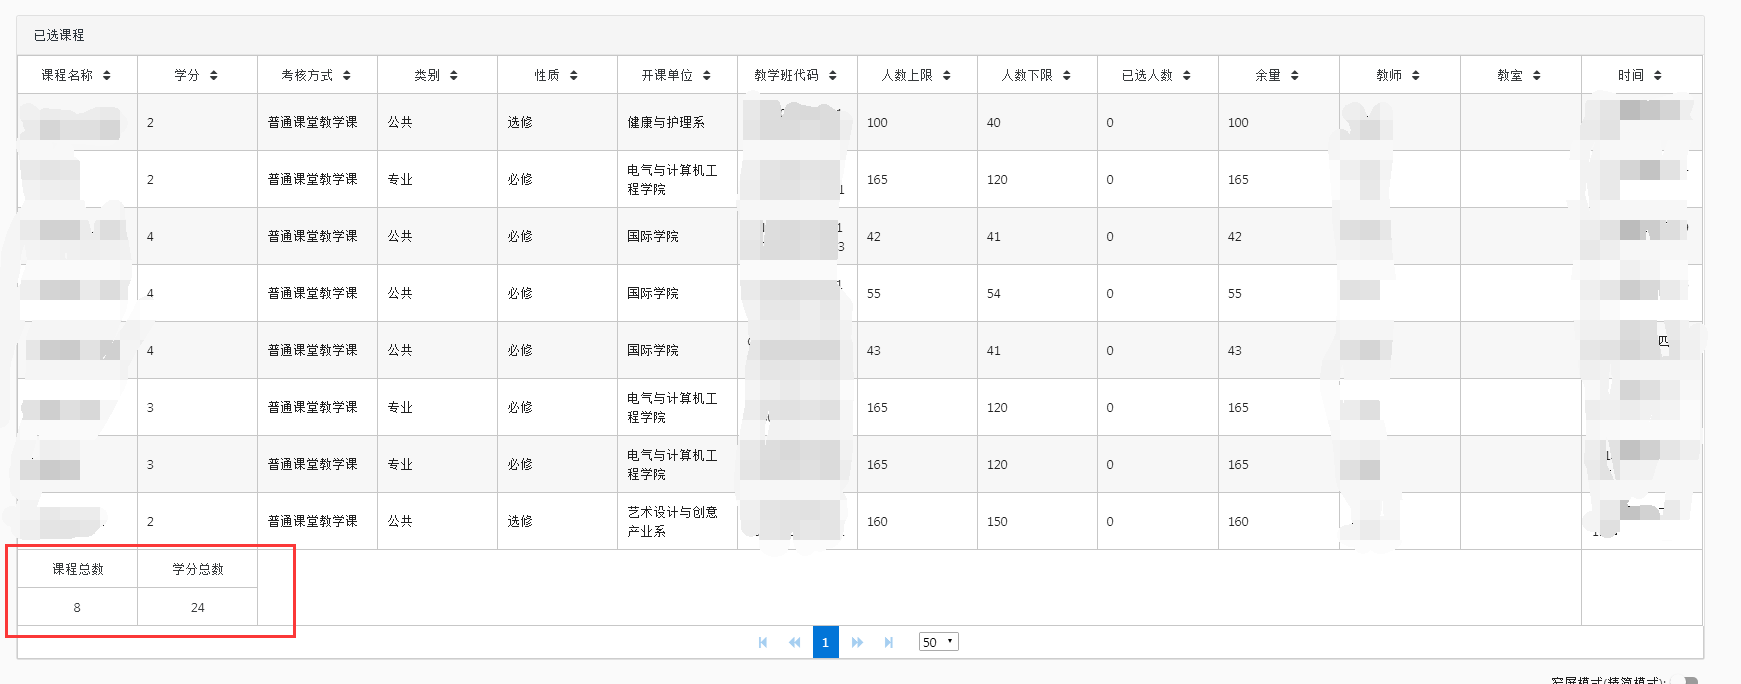 已选课程
课程名称 学分 考核方式 类别 性质 开课单位 教学班代码 人数上限 人数下限 已选人数 余量 教师 教室 时间
2 普通课堂教学课 公共 选修 健康与护理系 100 40 0 100
2 普通课堂教学课 专业 必修 电气与计算机工 165 120 0 165
程学院
4 普通课堂教学课 公共 必修 国际学院 42 41 0 42
4 普通课堂教学课 公共 必修 国际学院 55 54 0 55
4 普通课堂教学课 公共 必修 国际学院 43 41 0 43
3 普通课堂教学课 专业 必修 电气与计算机工 165 120 0 165
程学院
3 普通课堂教学课 专业 必修 电气与计算机工 165 120 0 165
程学院
2 普通课堂教学课 公共 选修 艺术设计与创意 160 150 0 160
产业系
课程总数 学分总数
8 24
1 50